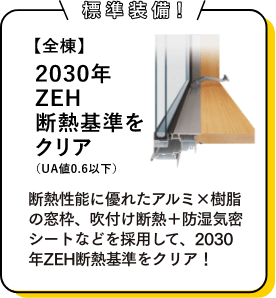 標準装備！
【全棟】
2030年
ZEH
断熱基準を
クリア
（UA値0.6以下）
断熱性能に優れたアルミ×樹脂
の窓枠、吹付け断熱＋防湿気密
シートなどを採用して、2030
年ZEH断熱基準をクリア！